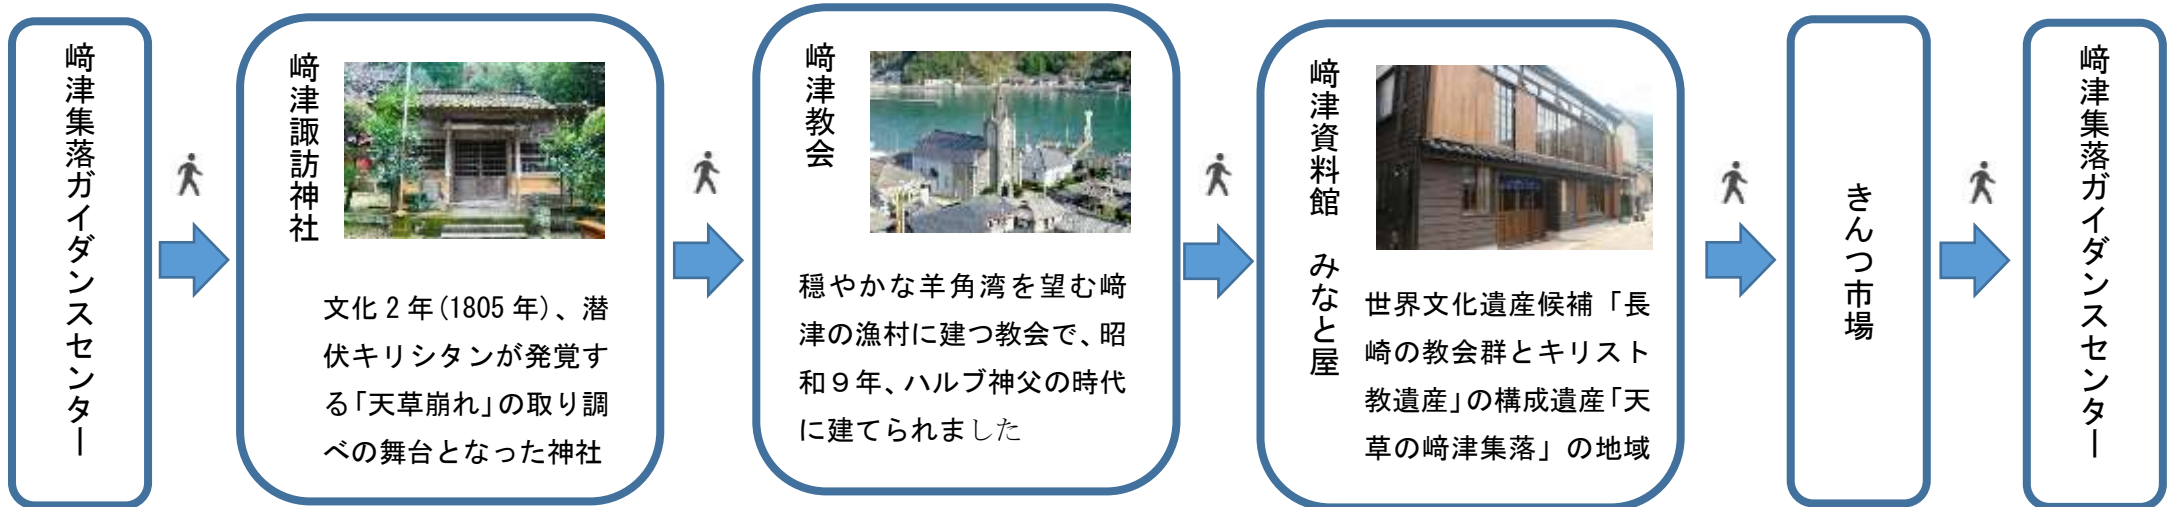 﨑津集落ガイダンスセンター
﨑津諏訪神社
文化２年(1805 年)、潜
伏キリシタンが発覚す
る「天草崩れ」の取り調
べの舞台となった神社
﨑津教会
穏やかな羊角湾を望む﨑
津の漁村に建つ教会で、昭
和９年、ハルブ神父の時代
に建てられました
﨑津資料館　みなと屋
世界文化遺産候補「長
崎の教会群とキリスト
教遺産」の構成遺産「天
草の﨑津集落」の地域
きんつ市場
﨑津集落ガイダンスセンター